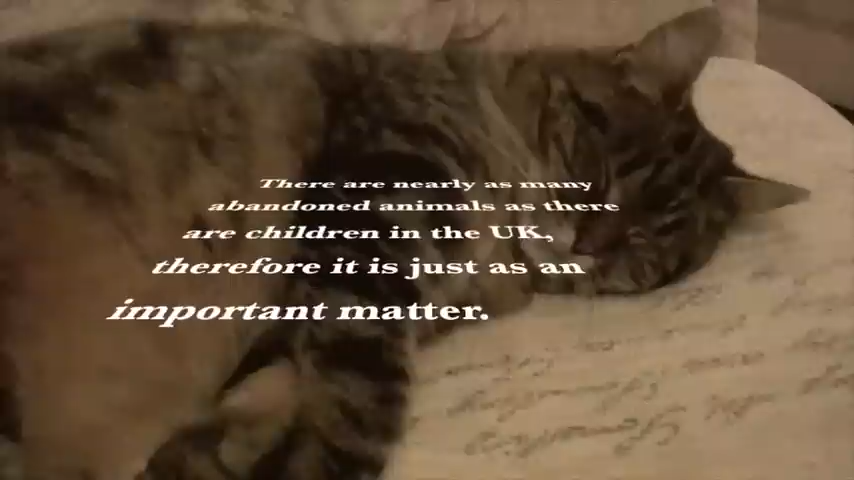 There are nearly as many
abandoned animals as there
are children in the UK,
therefore it is just as an
important matter.